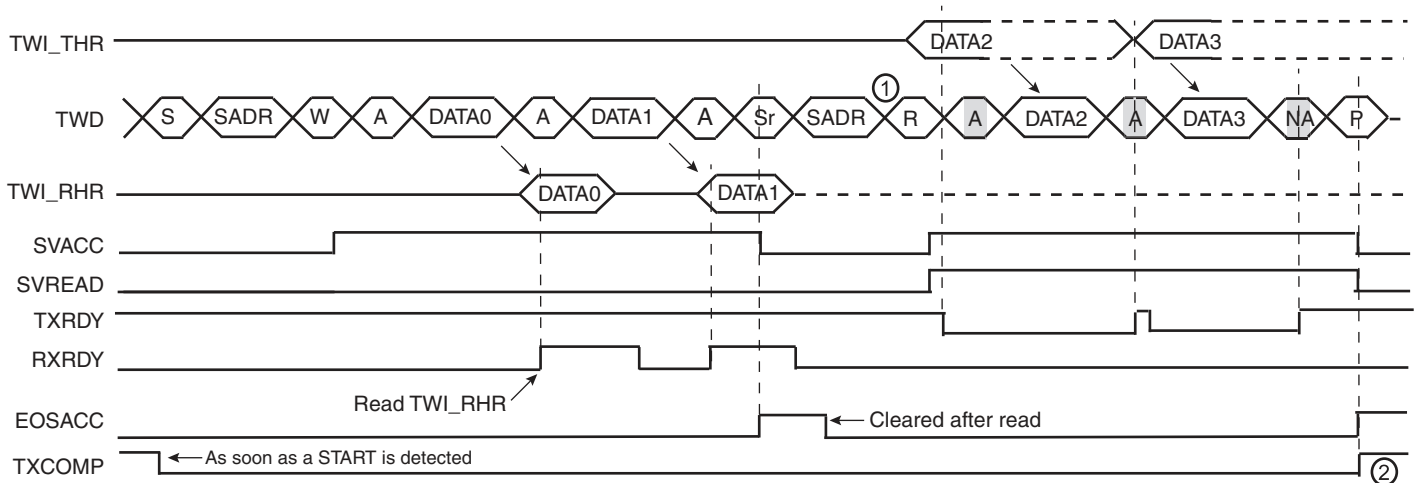 TWI_THR DATA2 DATA3
①
TWD S SADR W A DATA0 A DATA1 A Sr SADR R A DATA2 A DATA3 NA P
TWI_RHR DATA0 DATA1
SVACC
SVREAD
TXRDY
RXRDY
Read TWI_RHR
EOSACC Cleared after read
As soon as a START is detected
TXCOMP ②